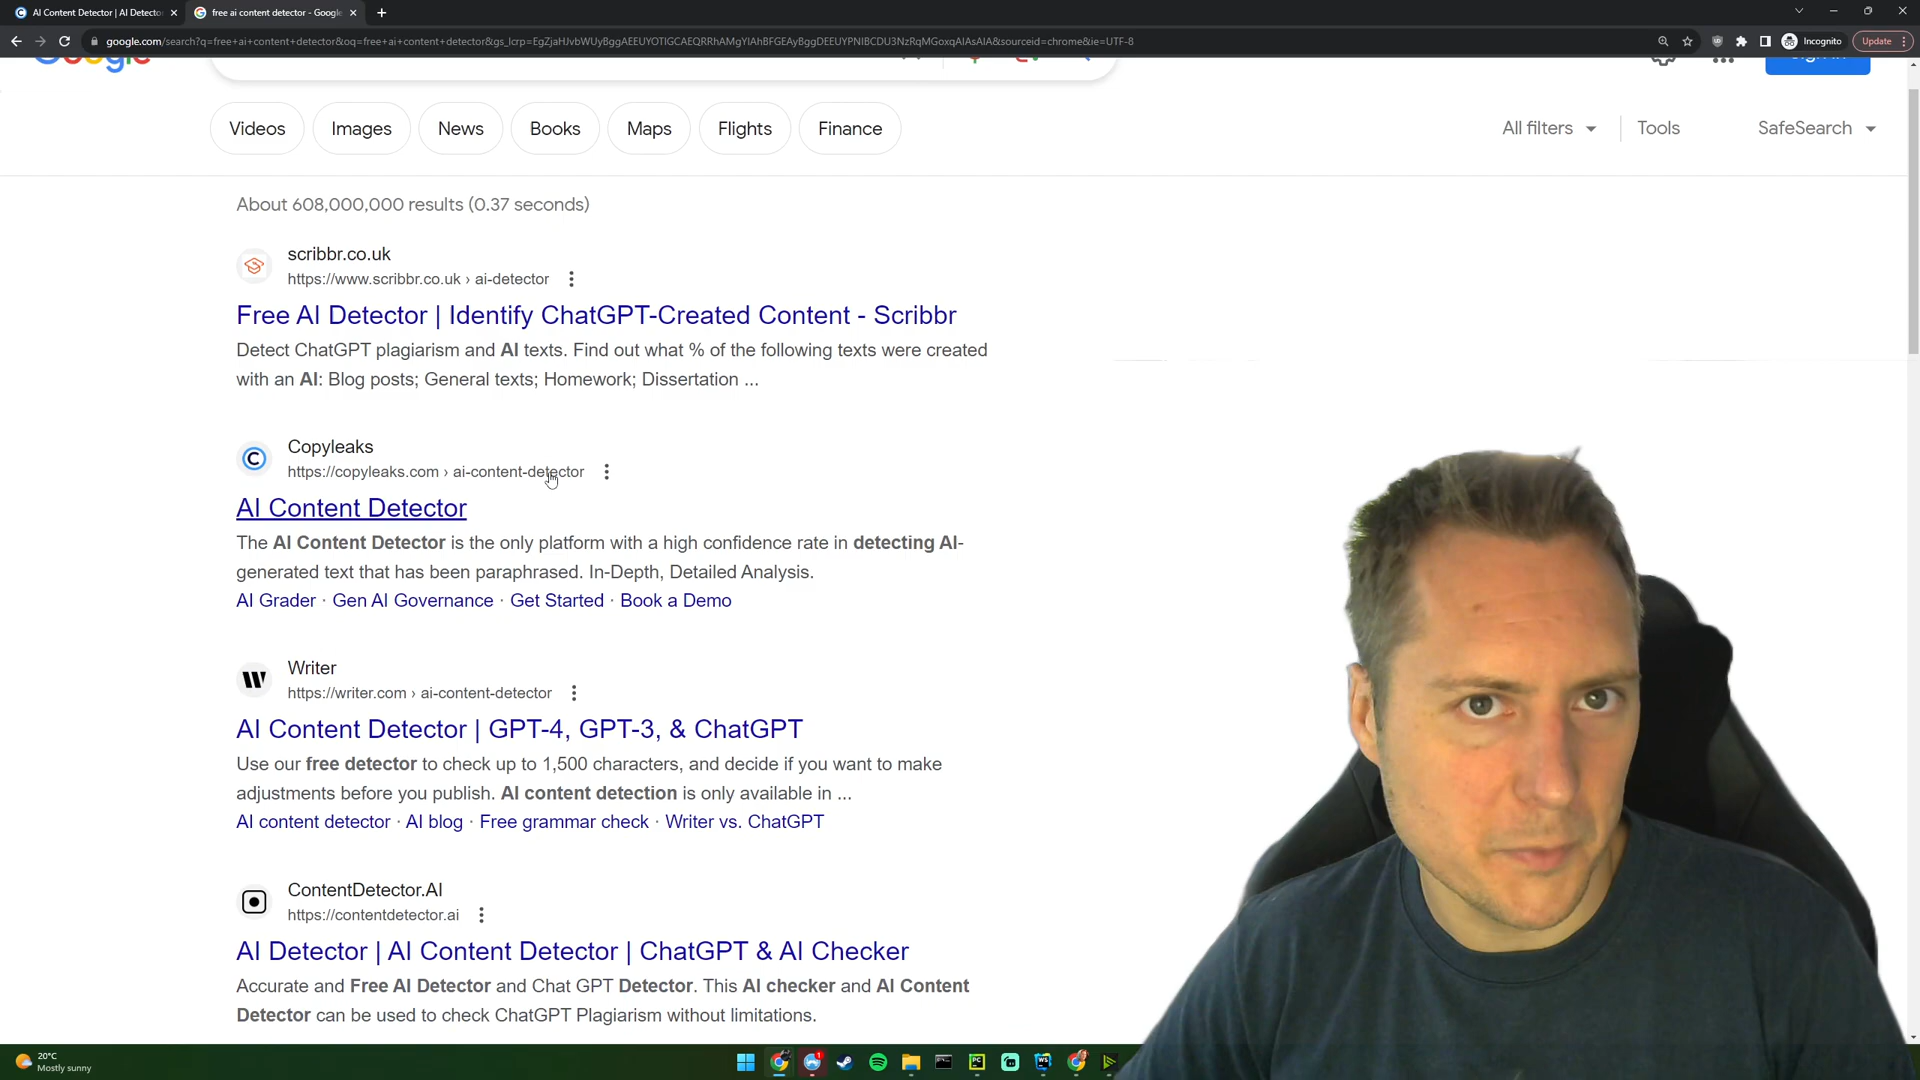 AI Content Detector | AI Detecto
free ai content detector - Google
google.com/search?q=free+ai+content+detector&oq=free+ai+content+detector&gs_lcrp=EgZjaHJvbWUyBggAEEUYOTIGCAEQRRhAMgYIAhBFGEAyBggDEEUYPNIBCDU3NzRqMGoxqAIAsAIA&sourceid=chrome&ie=UTF-8
Incognito
Update
Videos
Images
News
Books
Maps
Flights
Finance
All filters
Tools
SafeSearch
About 608,000,000 results (0.37 seconds)
scribbr.co.uk
https://www.scribbr.co.uk › ai-detector
Free AI Detector | Identify ChatGPT-Created Content - Scribbr
Detect ChatGPT plagiarism and AI texts. Find out what % of the following texts were created
with an AI: Blog posts; General texts; Homework; Dissertation ...
Copyleaks
https://copyleaks.com › ai-content-detector
AI Content Detector
The AI Content Detector is the only platform with a high confidence rate in detecting AI-
generated text that has been paraphrased. In-Depth, Detailed Analysis.
AI Grader · Gen AI Governance · Get Started · Book a Demo
Writer
https://writer.com › ai-content-detector
AI Content Detector | GPT-4, GPT-3, & ChatGPT
Use our free detector to check up to 1,500 characters, and decide if you want to make
adjustments before you publish. AI content detection is only available in ...
AI content detector · AI blog · Free grammar check · Writer vs. ChatGPT
ContentDetector.AI
https://contentdetector.ai
AI Detector | AI Content Detector | ChatGPT & AI Checker
Accurate and Free AI Detector and Chat GPT Detector. This AI checker and AI Content
Detector can be used to check ChatGPT Plagiarism without limitations.
20°C
Mostly sunny